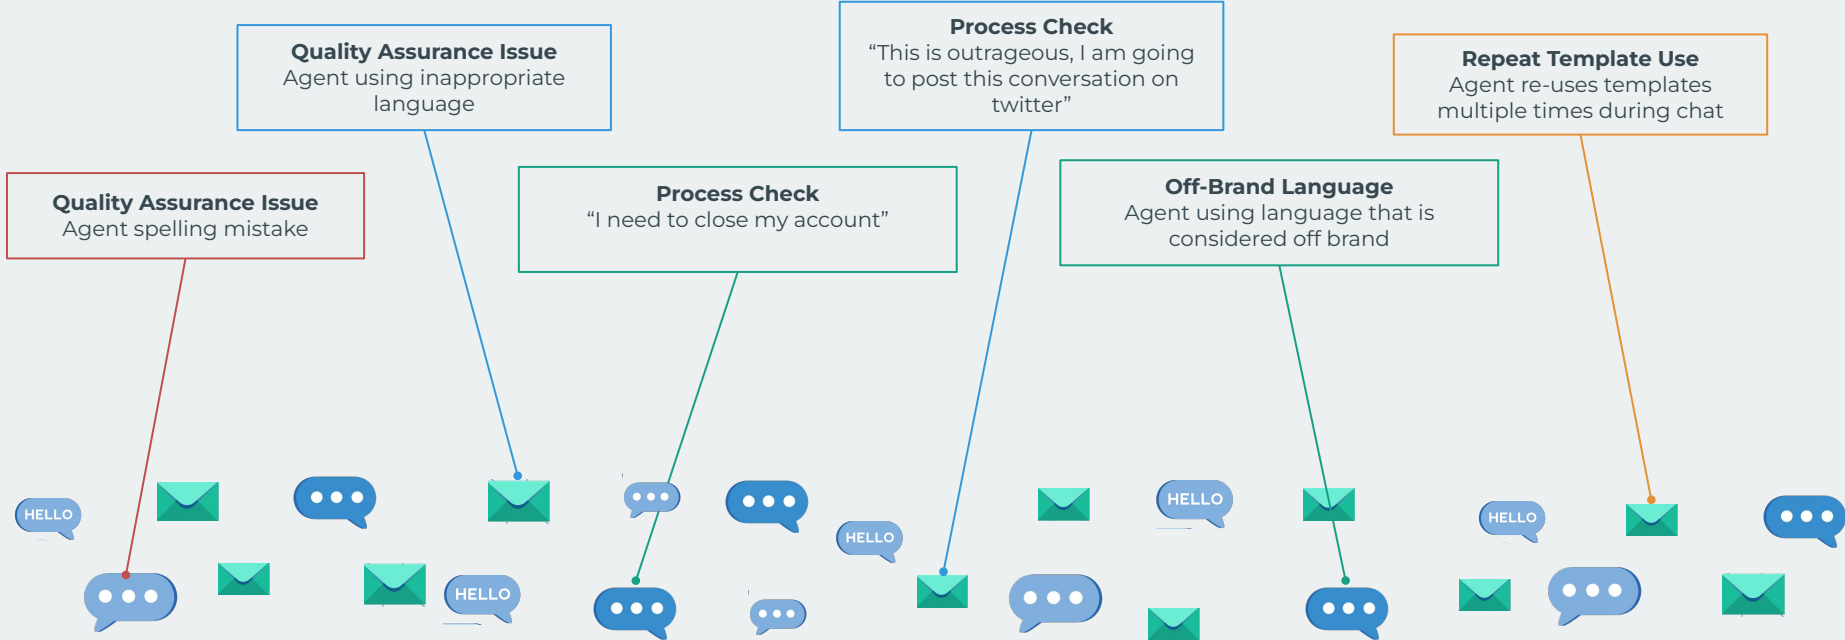 Quality Assurance Issue
Agent spelling mistake
Quality Assurance Issue
Agent using inappropriate
language
Process Check
“I need to close my account”
Process Check
“This is outrageous, I am going
to post this conversation on
twitter”
Off-Brand Language
Agent using language that is
considered off brand
Repeat Template Use
Agent re-uses templates
multiple times during chat
HELLO
HELLO
HELLO
HELLO
HELLO